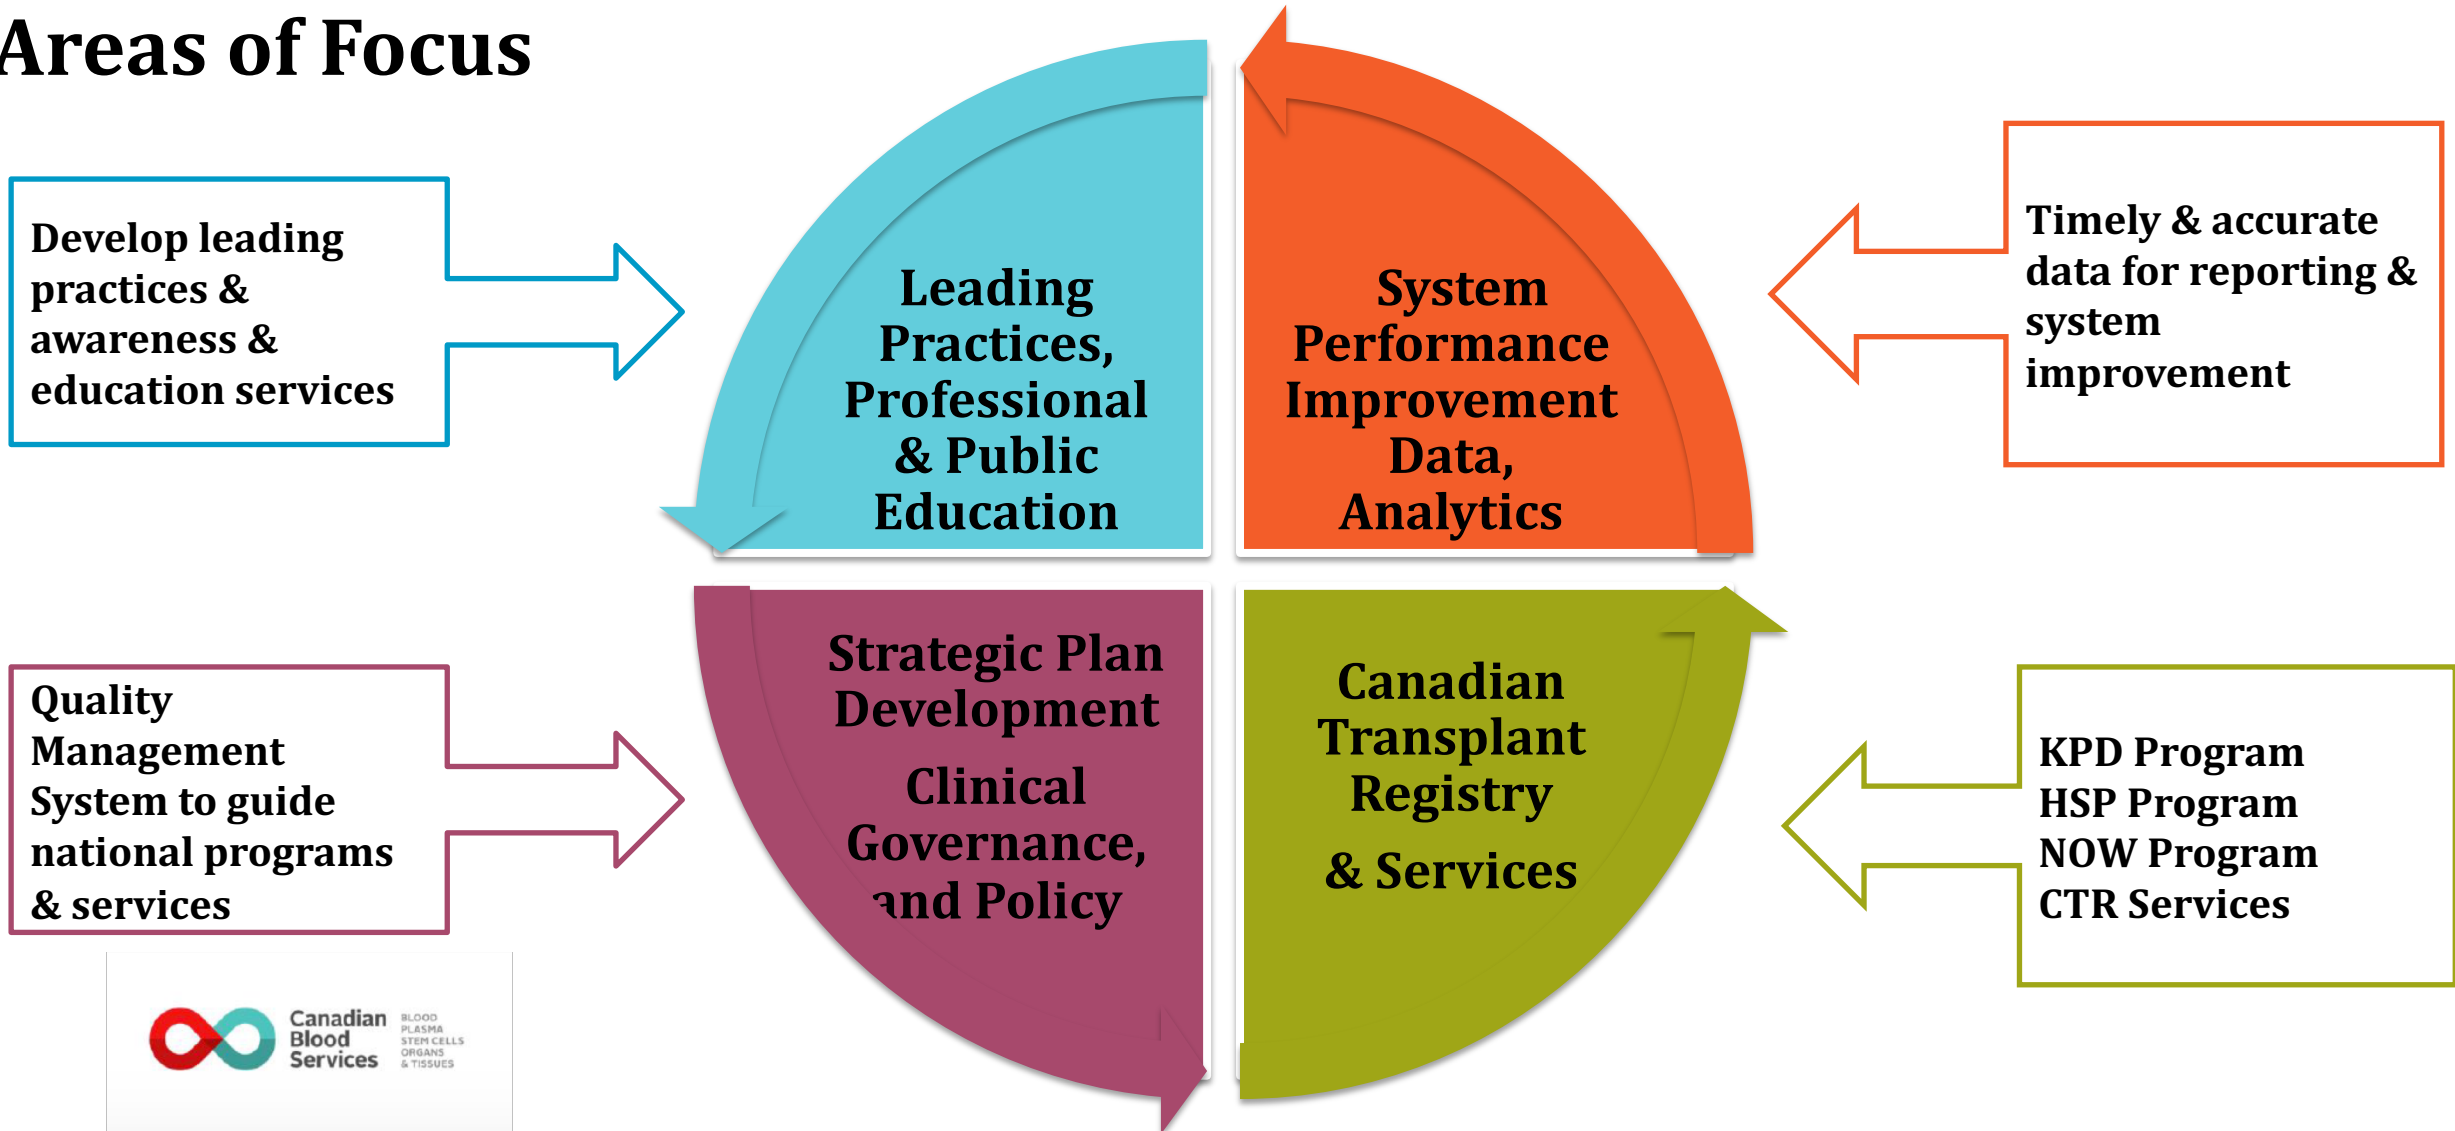 Areas of Focus
Develop leading
practices &
awareness &
education services
Leading
Practices,
Professional
& Public
Education
System
Performance
Improvement
Data,
Analytics
Timely & accurate
data for reporting &
system
improvement
Quality
Management
System to guide
national programs
& services
Strategic Plan
Development
Clinical
Governance,
and Policy
Canadian
Transplant
Registry
& Services
KPD Program
HSP Program
NOW Program
CTR Services
Canadian
Blood
Services
BLOOD
PLASMA
STEM CELLS
ORGANS
& TISSUES